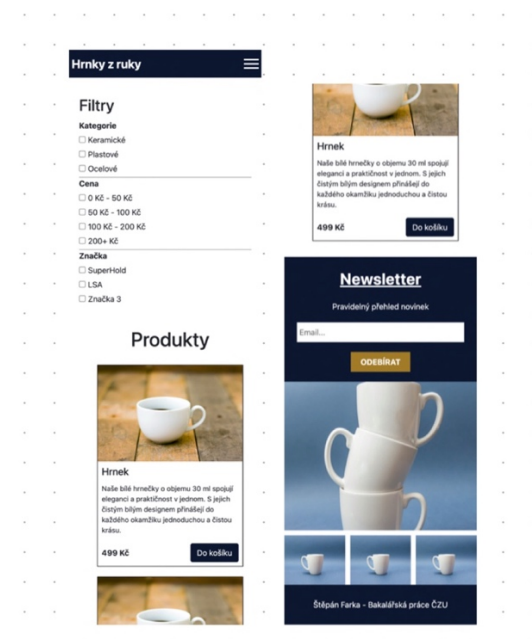 Hrnky z ruky
Filtry
Kategorie
Keramické
Plastové
Ocelové
Cena
0 Kč - 50 Kč
50 Kč - 100 Kč
100 Kč - 200 Kč
200+ Kč
Značka
SuperHold
LSA
Značka 3
Produkty
Hrnek
Naše bílé hrnečky o objemu 30 ml spojují
eleganci a praktičnost v jednom. S jejich
čistým bílým designem přinášejí do
každého okamžiku jednoduchou a čistou
krásu.
499 Kč
Do košíku
Hrnek
Naše bílé hrnečky o objemu 30 ml spojují
eleganci a praktičnost v jednom. S jejich
čistým bílým designem přinášejí do
každého okamžiku jednoduchou a čistou
krásu.
499 Kč
Do košíku
Newsletter
Pravidelný přehled novinek
Email...
ODEBÍRAT
Štěpán Farka - Bakalářská práce ČZU